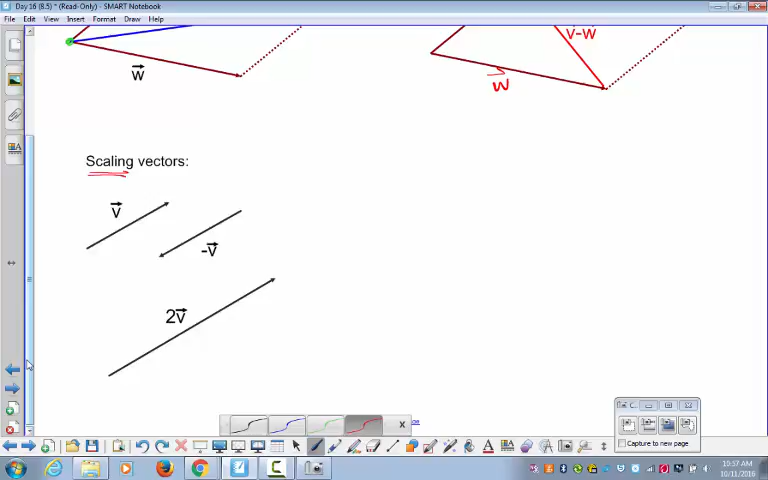 Day 16 (8.5) * (Read-Only) - SMART Notebook
File Edit View Insert Format Draw Help
v-w
w
w
Scaling vectors:
v
-v
2v
Capture to new page
10:37 AM
10/11/2016